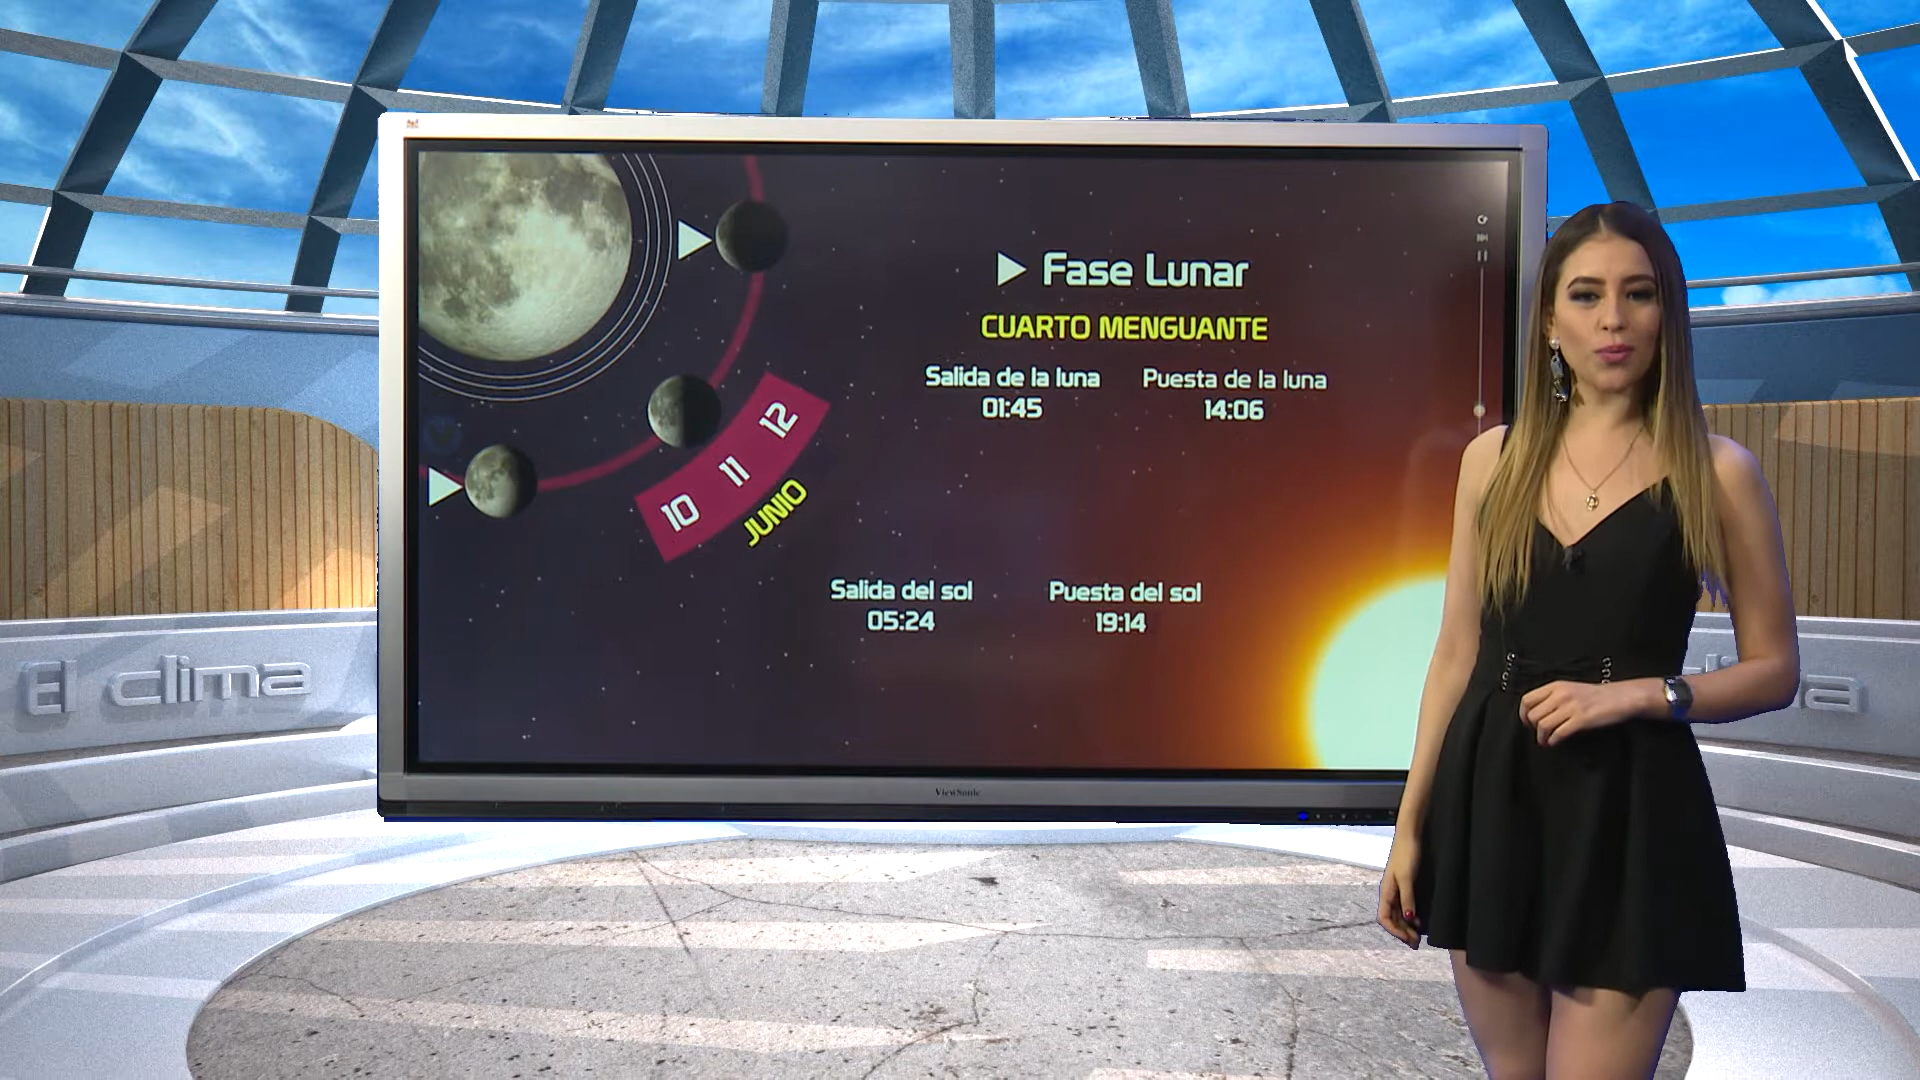 Fase Lunar
CUARTO MENGUANTE
Salida de la luna
01:45
Puesta de la luna
14:06
10 11 12
JUNIO
Salida del sol
05:24
Puesta del sol
19:14
El clima
ViewSonic